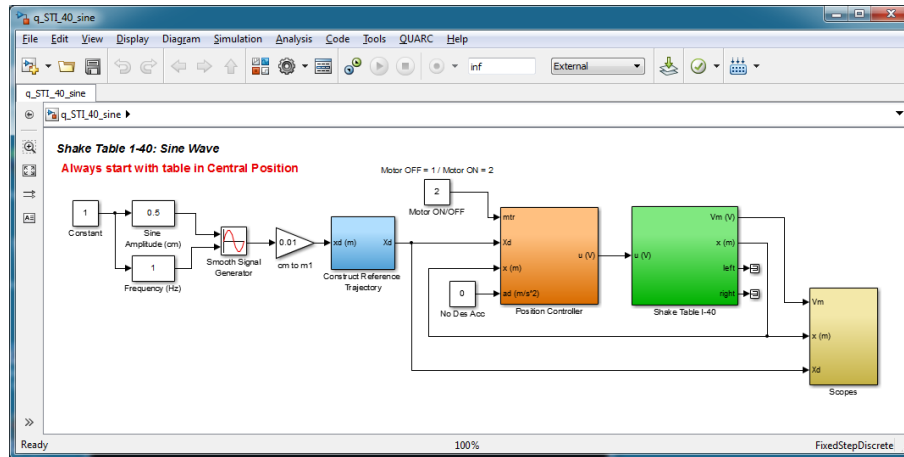 q_STI_40_sine
File Edit View Display Diagram Simulation Analysis Code Tools QUARC Help
inf External
q_STI_40_sine
q_STI_40_sine
Shake Table 1-40: Sine Wave
Always start with table in Central Position
Motor OFF = 1 / Motor ON = 2
2
Motor ON/OFF
1
Constant
0.5
Sine
Amplitude (cm)
1
Frequency (Hz)
Smooth Signal
Generator
0.01
cm to m1
xd (m) Xd
Construct Reference
Trajectory
0
No Des Acc
mtr
Xd
x (m)
ad (m/s^2)
u (V)
Position Controller
u (V)
Vm (V)
x (m)
left
right
Shake Table I-40
Vm
x (m)
Xd
Scopes
Ready 100% FixedStepDiscrete